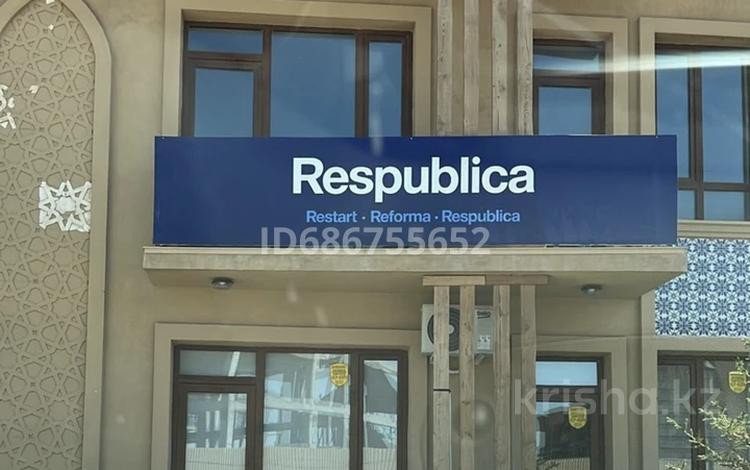 Respublica
Restart · Reforma · Respublica
ID686755652
krisha.kz